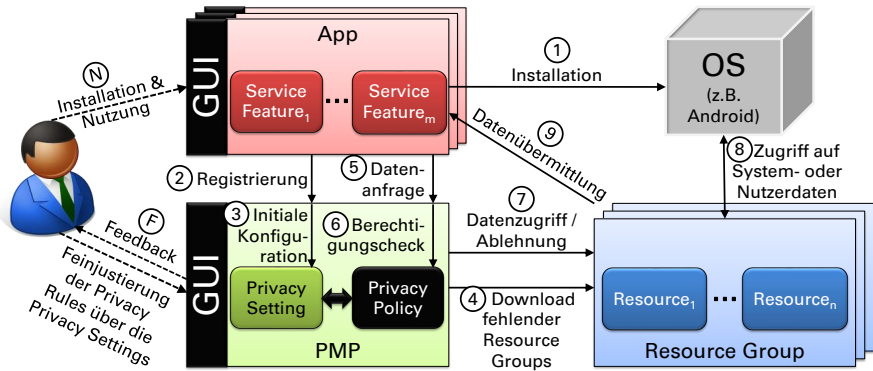 App
GUI
Service
Feature1
...
Service
Featurem
N
Installation &
Nutzung
1
Installation
OS
(z.B.
Android)
2 Registrierung
5 Daten-
anfrage
9
Datenübermittlung
8 Zugriff auf
System- oder
Nutzerdaten
F
Feedback
Feinjustierung
der Privacy
Rules über die
Privacy Settings
GUI
3 Initiale
Konfigu-
ration
6 Berechti-
gungscheck
Privacy
Setting
Privacy
Policy
PMP
7
Datenzugriff /
Ablehnung
4 Download
fehlender
Resource
Groups
Resource1
...
Resourcen
Resource Group